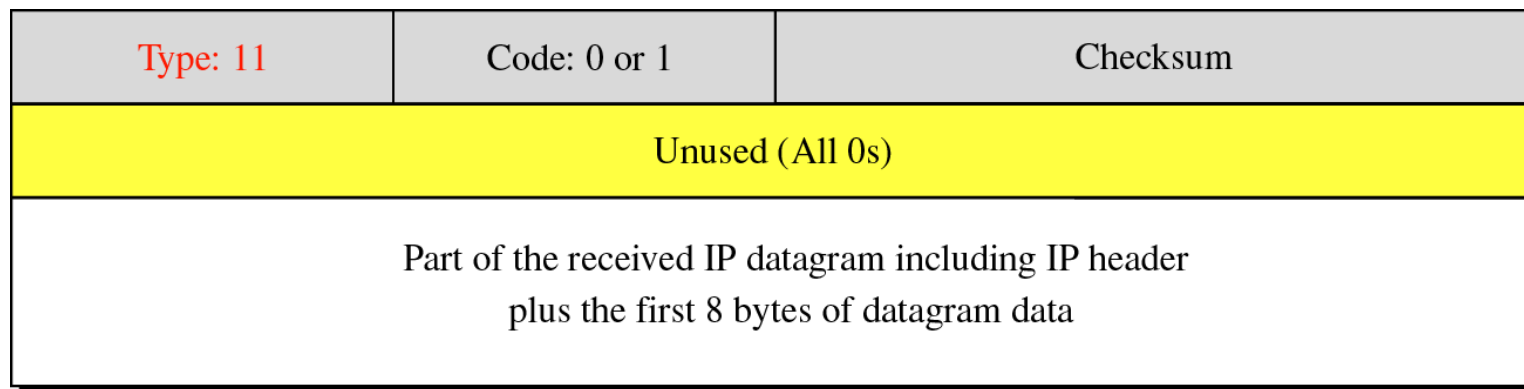 Type: 11
Code: 0 or 1
Checksum
Unused (All 0s)
Part of the received IP datagram including IP header
plus the first 8 bytes of datagram data